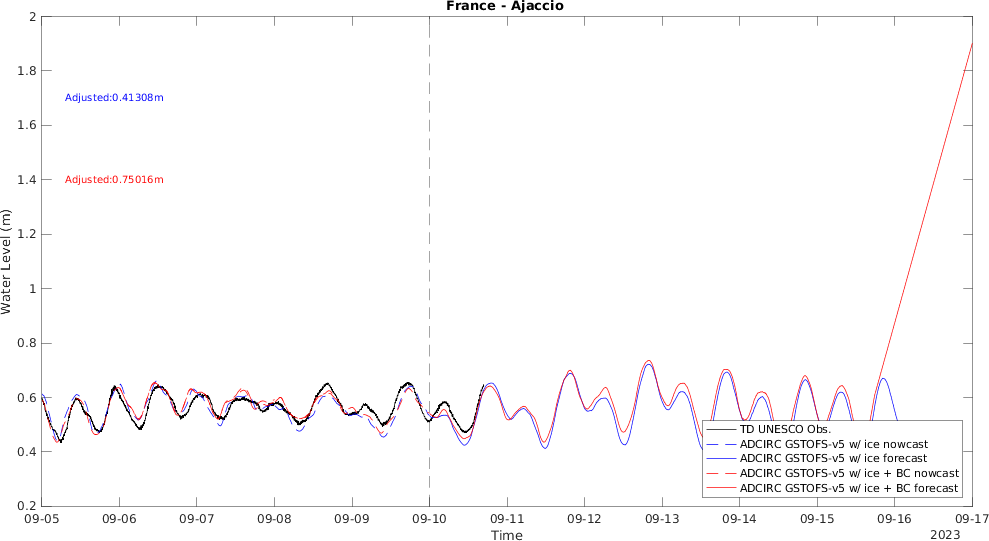 France - Ajaccio
2
1.8
1.6
1.4
1.2
1
0.8
0.6
0.4
0.2
Water Level (m)
Adjusted:0.41308m
Adjusted:0.75016m
TD UNESCO Obs.
ADCIRC GSTOFS-v5 w/ ice nowcast
ADCIRC GSTOFS-v5 w/ ice forecast
ADCIRC GSTOFS-v5 w/ ice + BC nowcast
ADCIRC GSTOFS-v5 w/ ice + BC forecast
09-05 09-06 09-07 09-08 09-09 09-10 09-11 09-12 09-13 09-14 09-15 09-16 09-17
Time
2023